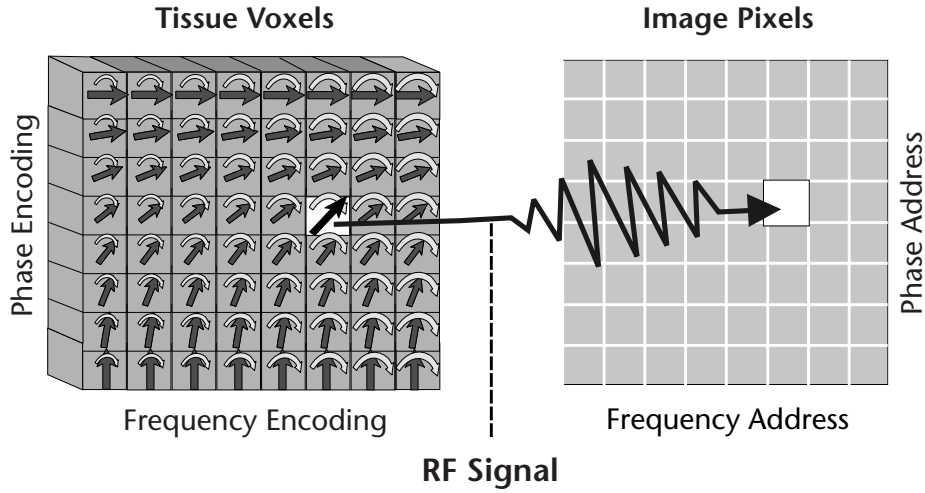 Tissue Voxels
Image Pixels
Phase Encoding
Phase Address
Frequency Encoding
Frequency Address
RF Signal